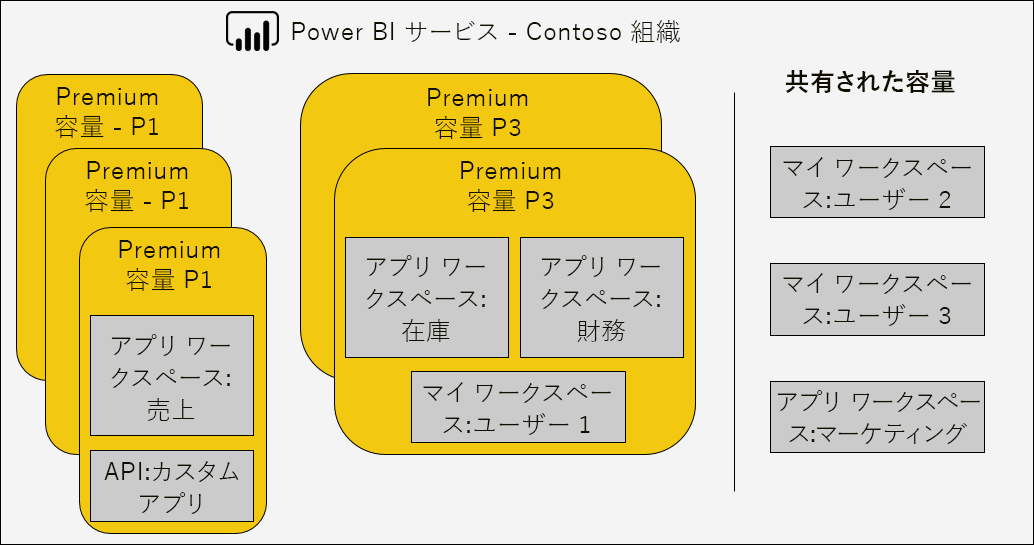 Power BI サービス - Contoso 組織
Premium
容量 - P1
Premium
容量 - P1
Premium
容量 P1
アプリ ワー
クスペース:
売上
API:カスタム
アプリ
Premium
容量 P3
Premium
容量 P3
アプリ ワー
クスペース:
在庫
アプリ ワー
クスペース:
財務
マイ ワークスペー
ス:ユーザー 1
共有された容量
マイ ワークスペー
ス:ユーザー 2
マイ ワークスペー
ス:ユーザー 3
アプリ ワークスペー
ス:マーケティング